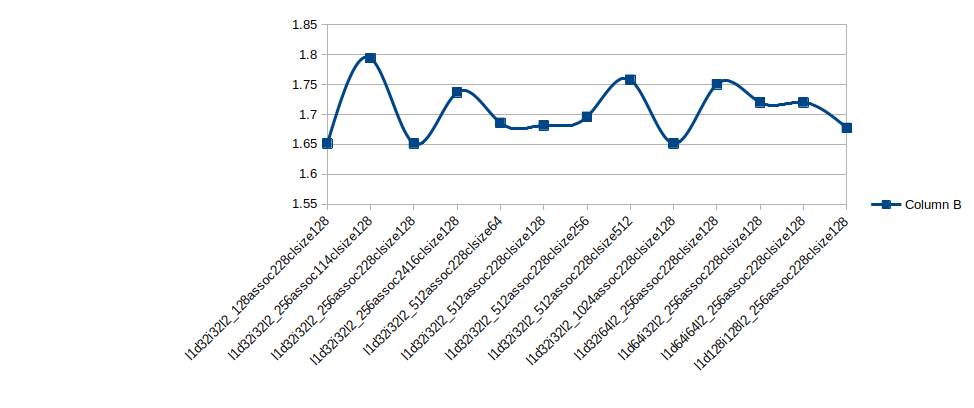 1.85
1.8
1.75
1.7
1.65
1.6
1.55
l1d32i32l2_128assoc228clsize128
l1d32i32l2_256assoc114clsize128
l1d32i32l2_256assoc228clsize128
l1d32i32l2_256assoc2416clsize128
l1d32i32l2_512assoc228clsize64
l1d32i32l2_512assoc228clsize128
l1d32i32l2_512assoc228clsize256
l1d32i32l2_512assoc228clsize512
l1d32i32l2_1024assoc228clsize128
l1d32i64l2_256assoc228clsize128
l1d64i32l2_256assoc228clsize128
l1d64i64l2_256assoc228clsize128
l1d128i128l2_256assoc228clsize128
Column B